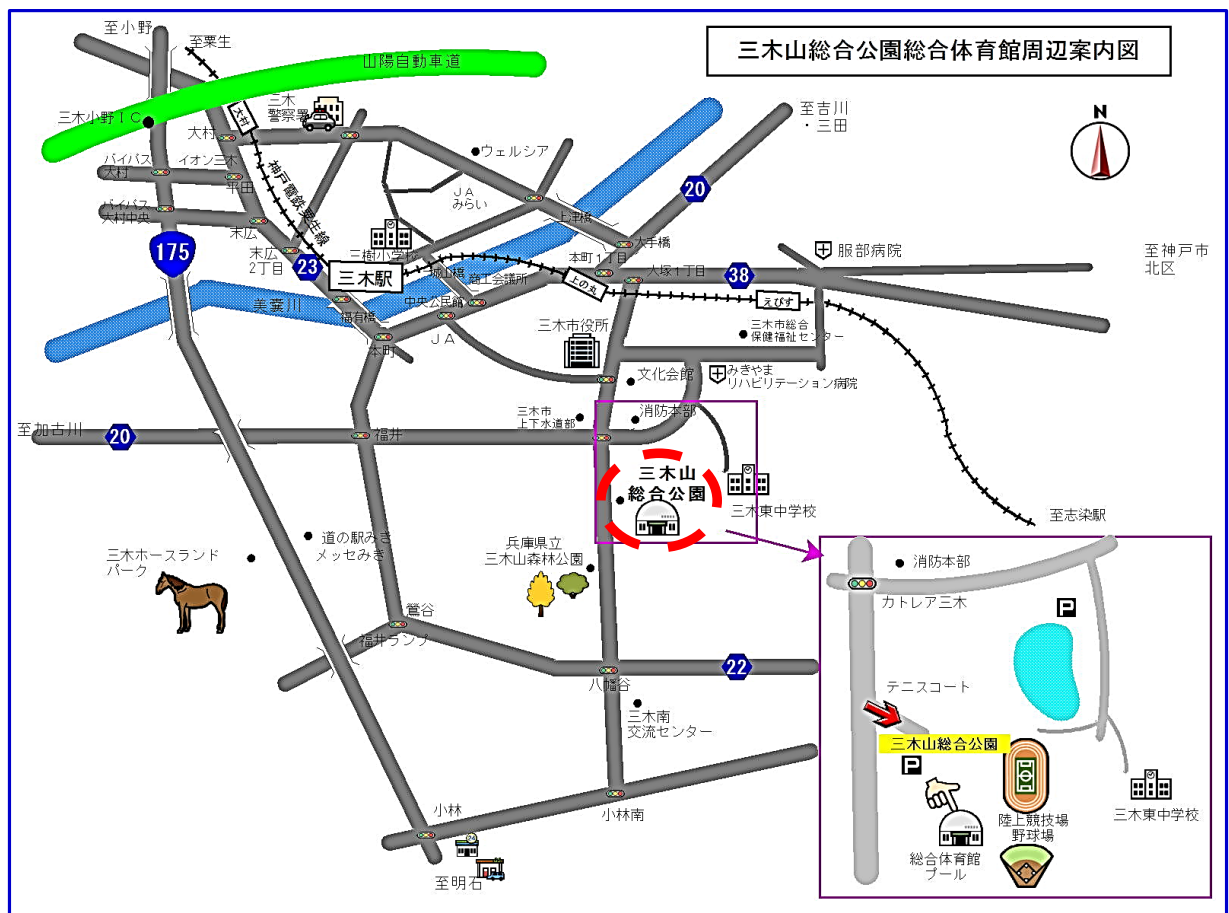 三木山総合公園総合体育館周辺案内図
至小野
至粟生
山陽自動車道
三木小野IC
大村
三木
警察署
大村
バイパス
大村
イオン三木
平田
バイパス
大村中央
末広
神戸電鉄粟生線
末広
2丁目
ウェルシア
JA
みらい
至吉川
・三田
N
20
上津橋
大手橋
本町1丁目
大塚1丁目
38
服部病院
至神戸市
北区
175
23
三樹小学校
三木駅
城山橋
商工会議所
上の丸
えびす
美嚢川
福有橋
中央公民館
本町
JA
三木市役所
三木市総合
保健福祉センター
文化会館
みきやま
リハビリテーション病院
至加古川
20
福井
三木市
上下水道部
消防本部
三木山
総合公園
三木東中学校
至志染駅
道の駅みき
メッセみき
三木ホースランド
パーク
兵庫県立
三木山森林公園
鶯谷
福井ランプ
八幡谷
22
三木南
交流センター
小林
小林南
24
至明石
消防本部
カトレア三木
P
テニスコート
三木山総合公園
P
陸上競技場
野球場
三木東中学校
総合体育館
プール